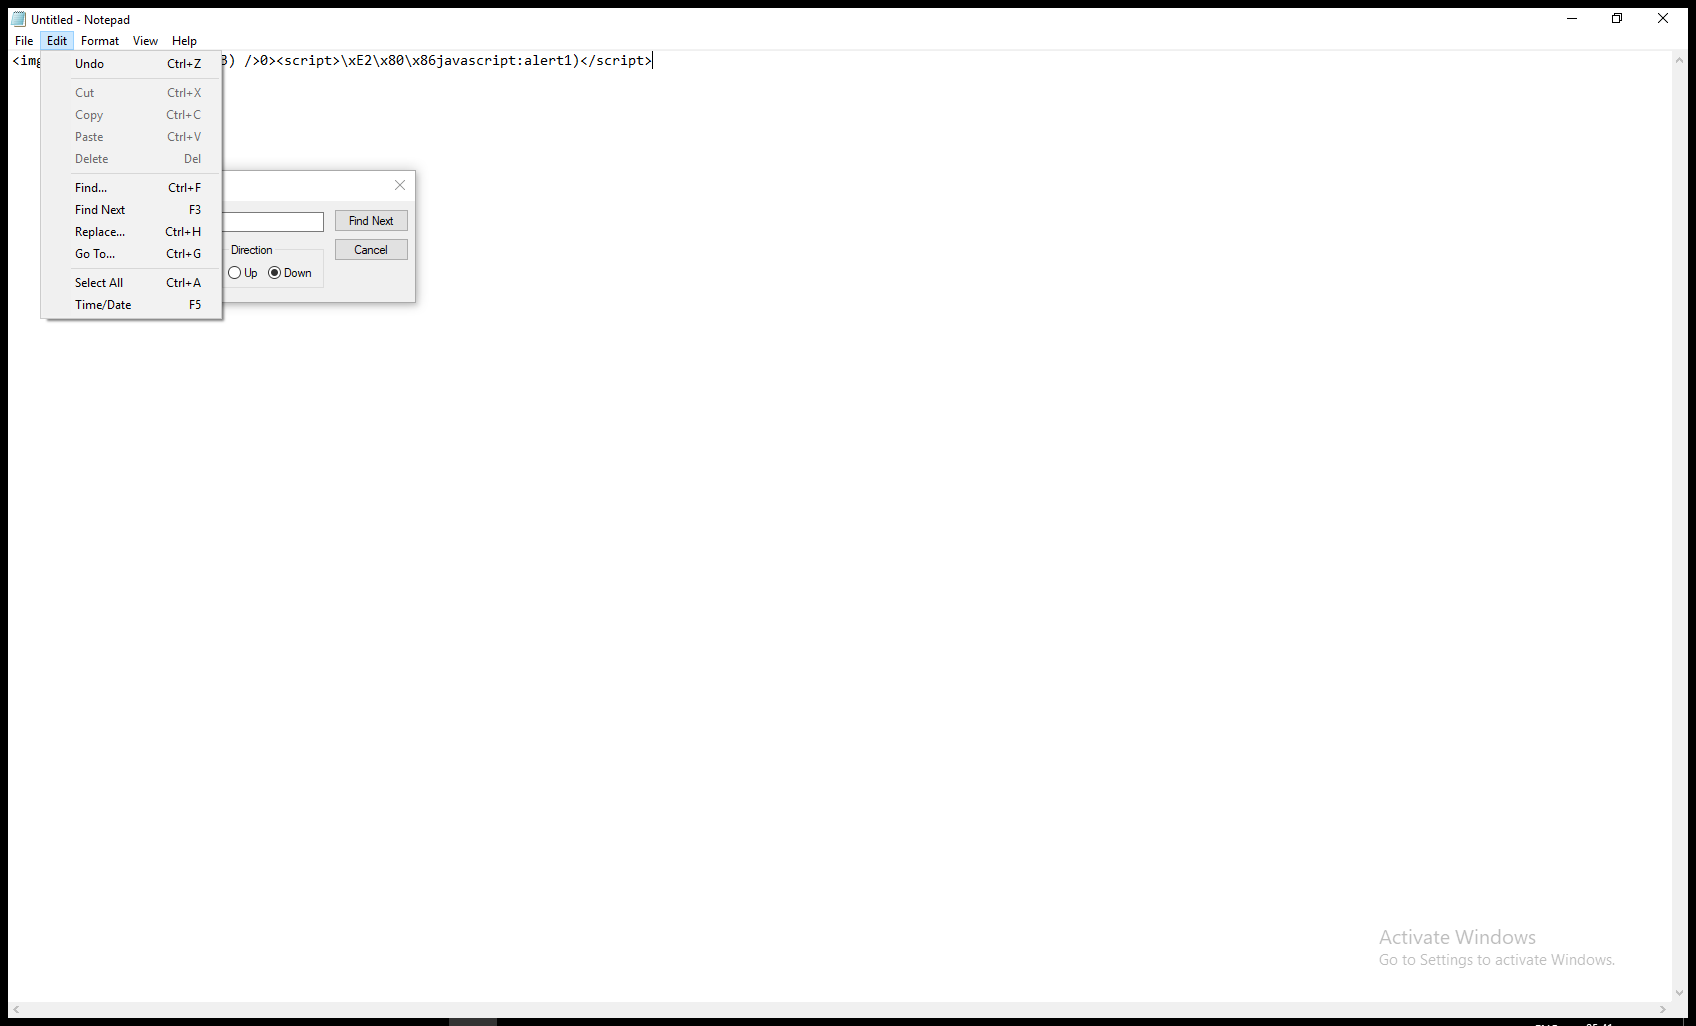 Untitled - Notepad
File Edit Format View Help
<img 3) />0><script>\xE2\x80\x86javascript:alert1)</script>
Undo Ctrl+Z
Cut Ctrl+X
Copy Ctrl+C
Paste Ctrl+V
Delete Del
Find... Ctrl+F
Find Next F3
Replace... Ctrl+H
Go To... Ctrl+G
Select All Ctrl+A
Time/Date F5
Find Next
Direction
Cancel
Up Down
Activate Windows
Go to Settings to activate Windows.